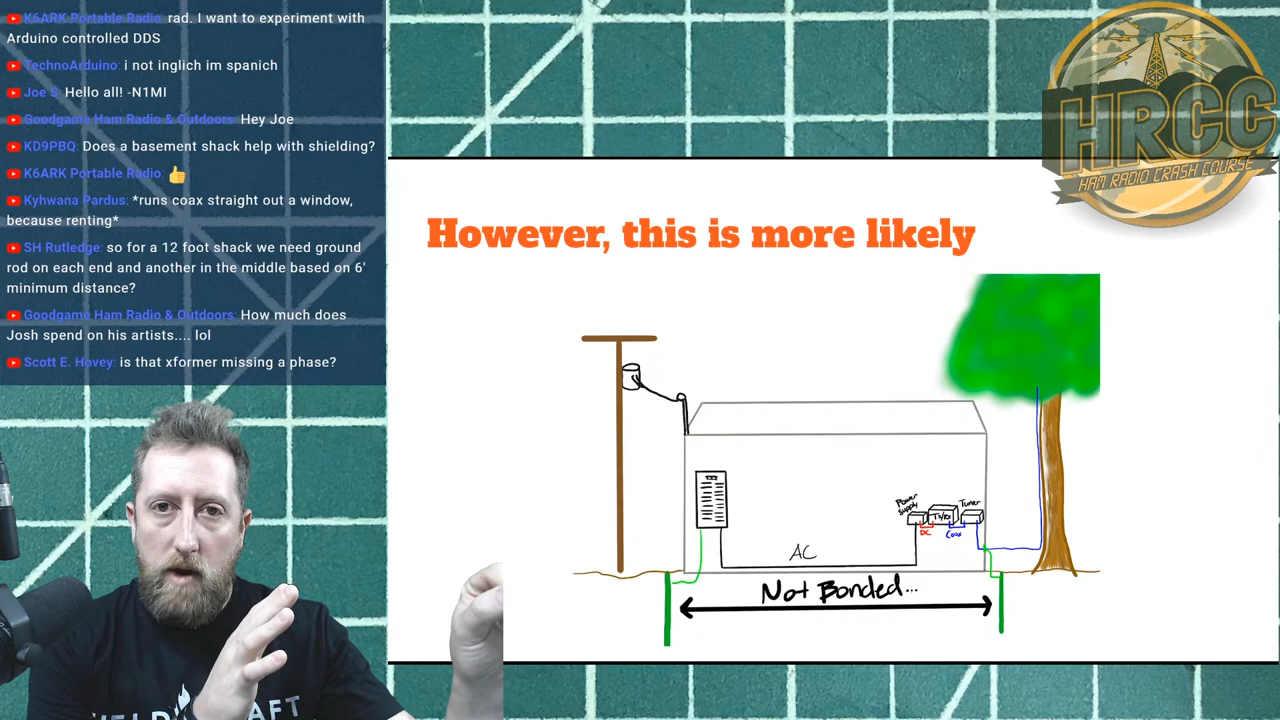 K6ARK Portable Radio: rad. I want to experiment with
Arduino controlled DDS
TechnoArduino: i not inglich im spanich
Joe S: Hello all! -N1MI
Goodgame Ham Radio & Outdoors: Hey Joe
KD9PBQ: Does a basement shack help with shielding?
K6ARK Portable Radio: 👍
Kyhwana Pardus: *runs coax straight out a window,
because renting*
SH Rutledge: so for a 12 foot shack we need ground
rod on each end and another in the middle based on 6'
minimum distance?
Goodgame Ham Radio & Outdoors: How much does
Josh spend on his artists.... lol
Scott E. Hovey: is that xformer missing a phase?
HRCC
HAM RADIO CRASH COURSE
However, this is more likely
Power
supply
Tx/Rx
Tuner
DC
Coax
AC
Not Bonded...